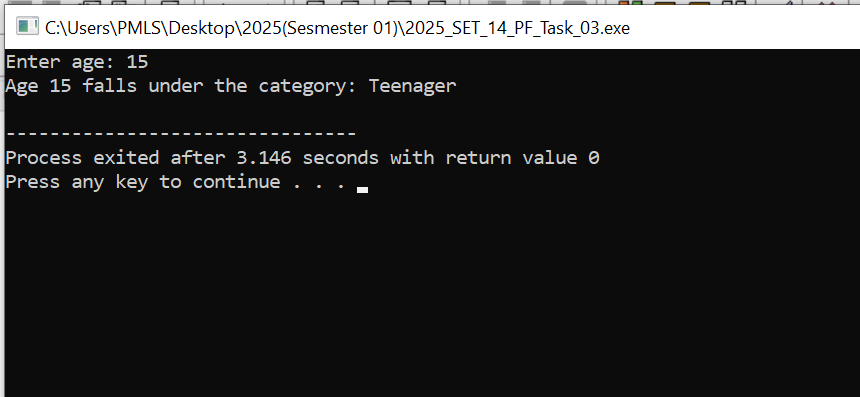 C:\Users\PMLS\Desktop\2025(Sesmester 01)\2025_SET_14_PF_Task_03.exe
Enter age: 15
Age 15 falls under the category: Teenager
--------------------------------
Process exited after 3.146 seconds with return value 0
Press any key to continue . . .